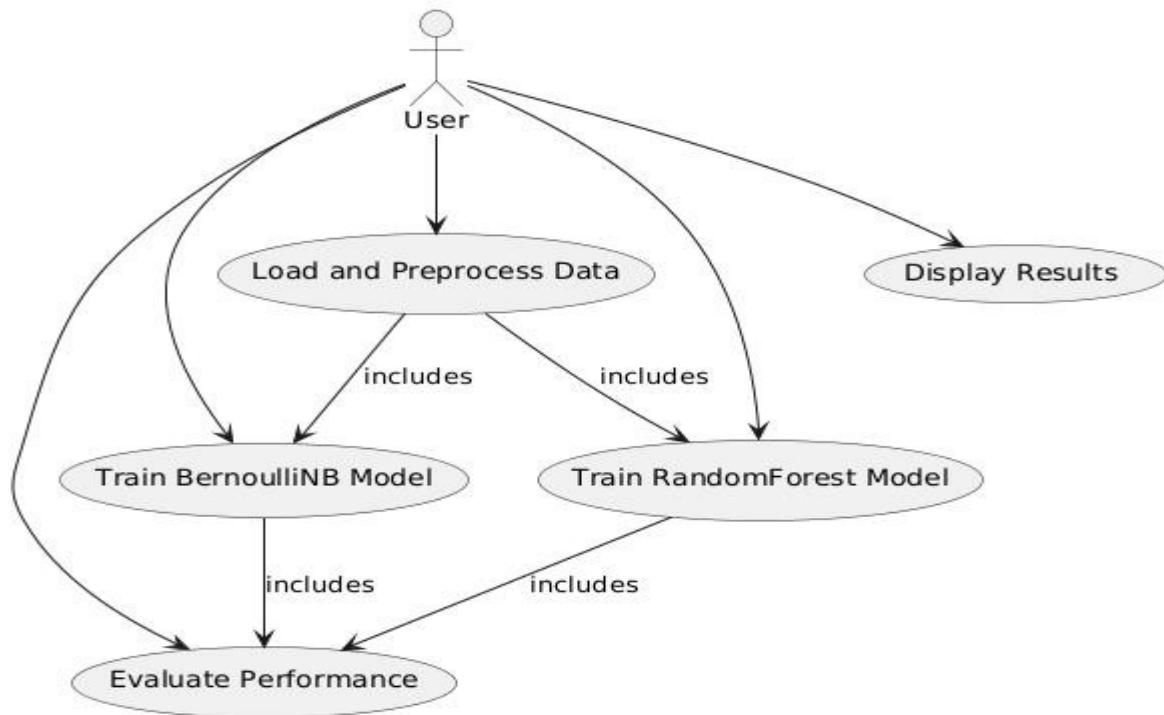 User
Load and Preprocess Data
Display Results
includes
includes
Train BernoulliNB Model
Train RandomForest Model
includes
includes
Evaluate Performance